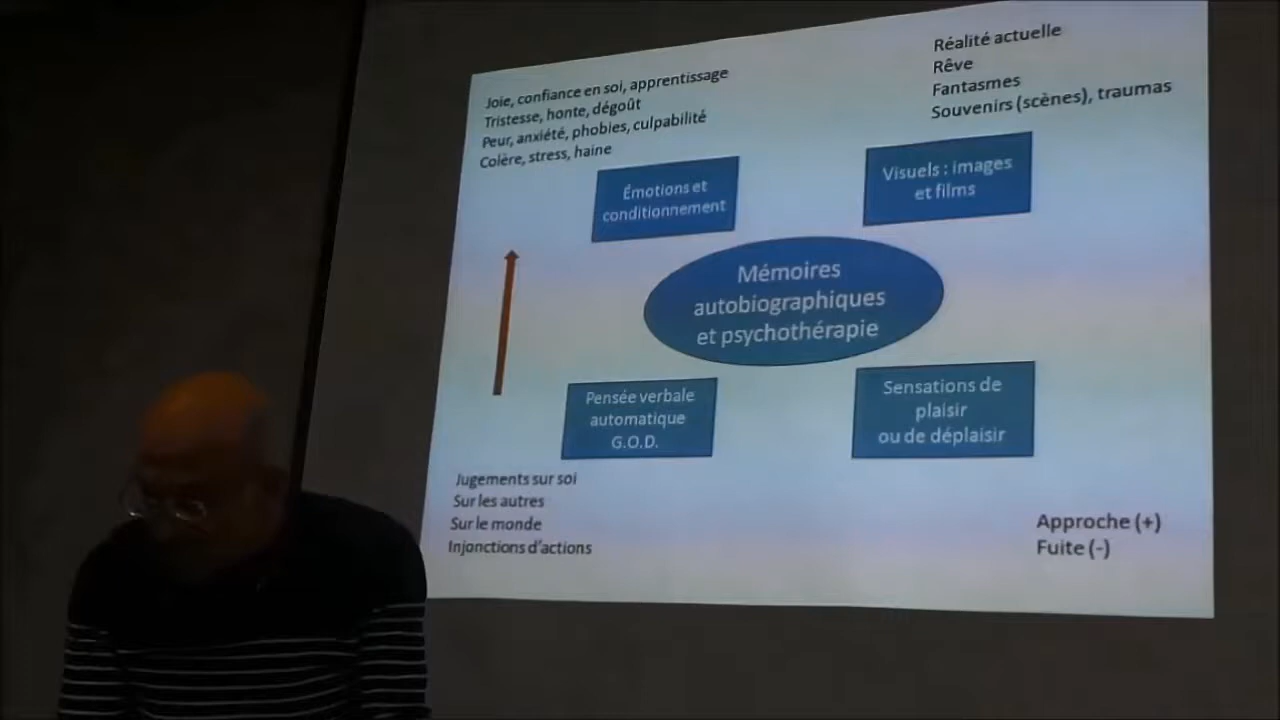 Joie, confiance en soi, apprentissage
Tristesse, honte, dégoût
Peur, anxiété, phobies, culpabilité
Colère, stress, haine
Réalité actuelle
Rêve
Fantasmes
Souvenirs (scènes), traumas
Émotions et
conditionnement
Visuels : images
et films
Mémoires
autobiographiques
et psychothérapie
Pensée verbale
automatique
G.O.D.
Sensations de
plaisir
ou de déplaisir
Jugements sur soi
Sur les autres
Sur le monde
Injonctions d'actions
Approche (+)
Fuite (-)